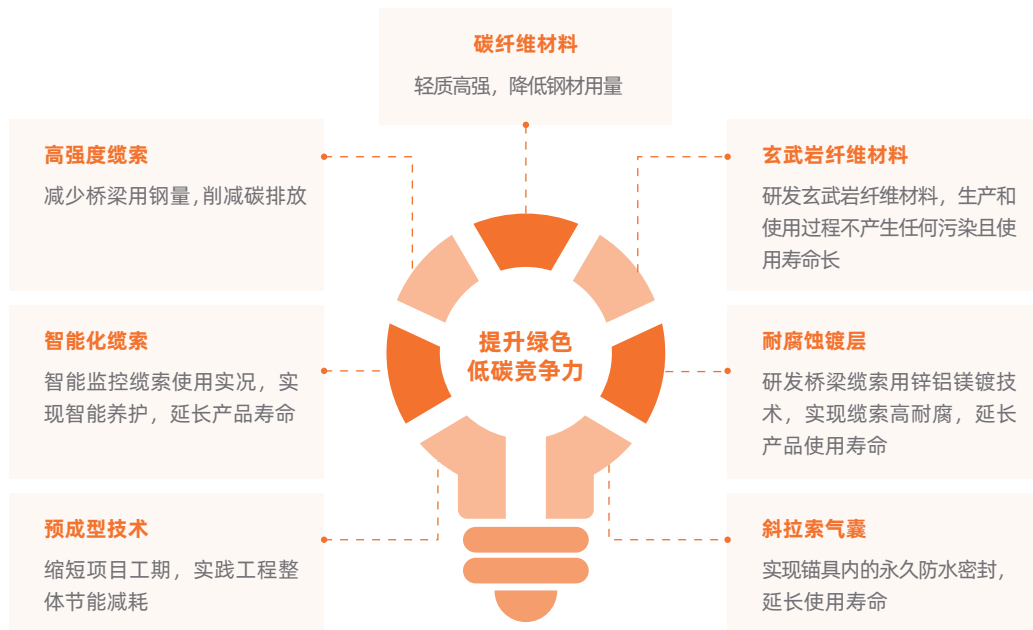 碳纤维材料
轻质高强，降低钢材用量
高强度缆索
减少桥梁用钢量,削减碳排放
玄武岩纤维材料
研发玄武岩纤维材料，生产和
使用过程不产生任何污染且使
用寿命长
提升绿色
低碳竞争力
智能化缆索
智能监控缆索使用实况，实
现智能养护，延长产品寿命
耐腐蚀镀层
研发桥梁缆索用锌铝镁镀技
术，实现缆索高耐腐，延长
产品使用寿命
预成型技术
缩短项目工期，实践工程整
体节能减耗
斜拉索气囊
实现锚具内的永久防水密封，
延长使用寿命